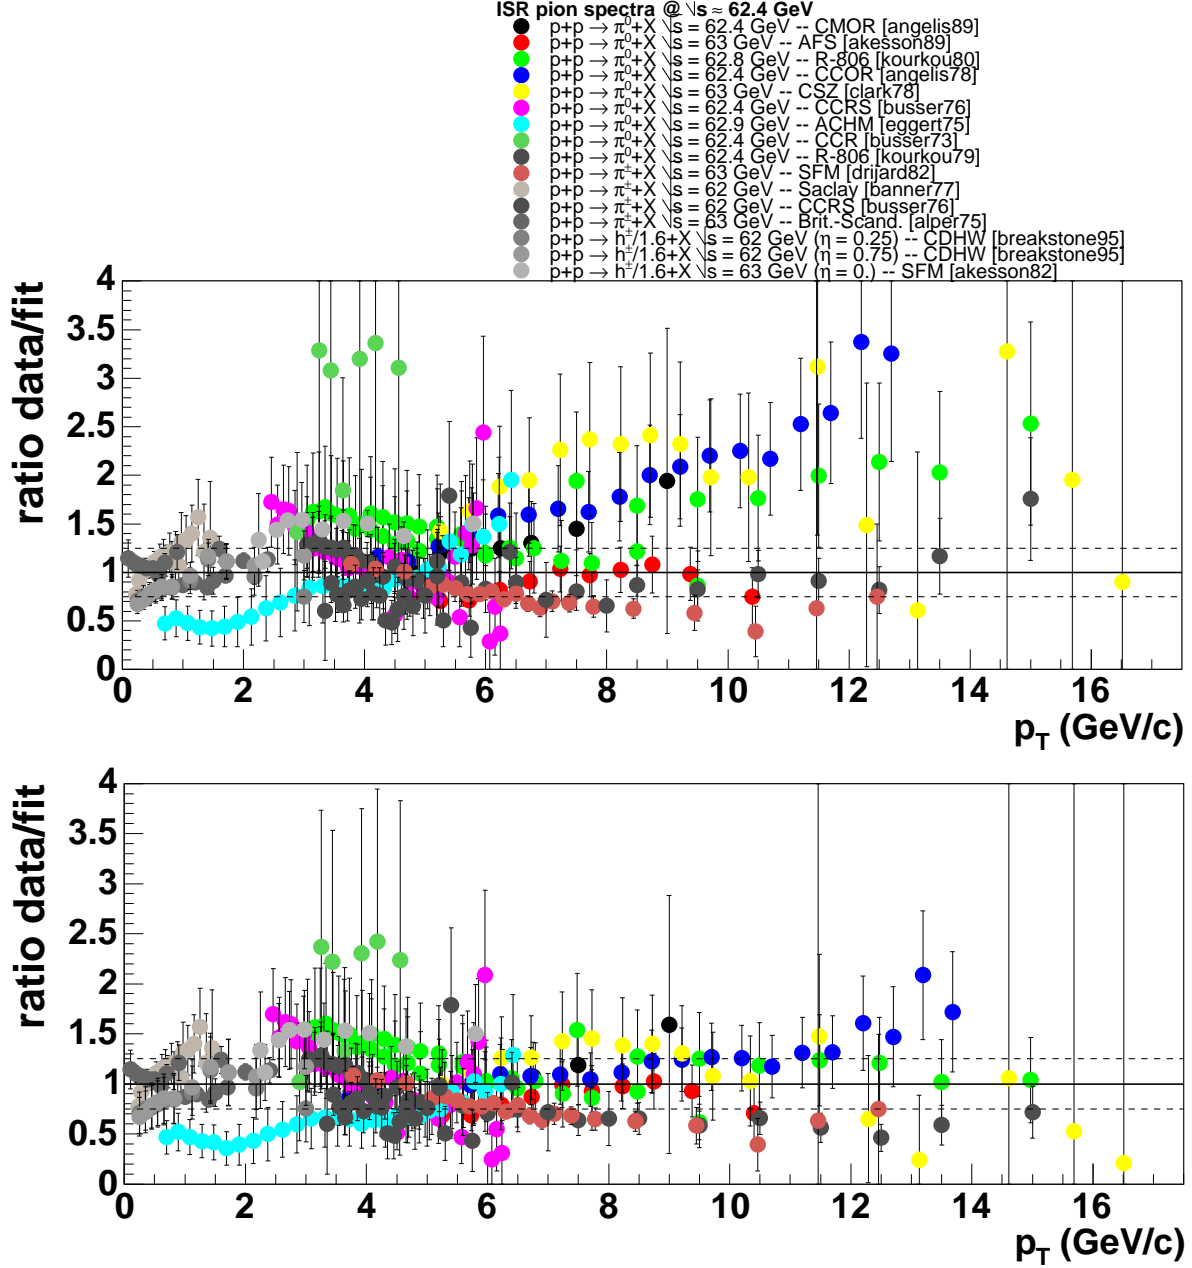 ISR pion spectra @ √s ≈ 62.4 GeV
p+p → π⁰+X √s = 62.4 GeV -- CMOR [angelis89]
p+p → π⁰+X √s = 63 GeV -- AFS [akesson89]
p+p → π⁰+X √s = 62.8 GeV -- R-806 [kourkou80]
p+p → π⁰+X √s = 62.4 GeV -- CCOR [angelis78]
p+p → π⁰+X √s = 63 GeV -- CSZ [clark78]
p+p → π⁰+X √s = 62.4 GeV -- CCRS [busser76]
p+p → π⁰+X √s = 62.9 GeV -- ACHM [eggert75]
p+p → π⁰+X √s = 62.4 GeV -- CCR [busser73]
p+p → π⁰+X √s = 62.4 GeV -- R-806 [kourkou79]
p+p → π±+X √s = 63 GeV -- SFM [drijard82]
p+p → π±+X √s = 62 GeV -- Saclay [banner77]
p+p → π±+X √s = 62 GeV -- CCRS [busser76]
p+p → π±+X √s = 63 GeV -- Brit.-Scand. [alper75]
p+p → h±/1.6+X √s = 62 GeV (η = 0.25) -- CDHW [breakstone95]
p+p → h±/1.6+X √s = 62 GeV (η = 0.75) -- CDHW [breakstone95]
p+p → h±/1.6+X √s = 63 GeV (η = 0.) -- SFM [akesson82]
ratio data/fit
4
3.5
3
2.5
2
1.5
1
0.5
0
0 2 4 6 8 10 12 14 16
p_T (GeV/c)
ratio data/fit
4
3.5
3
2.5
2
1.5
1
0.5
0
0 2 4 6 8 10 12 14 16
p_T (GeV/c)